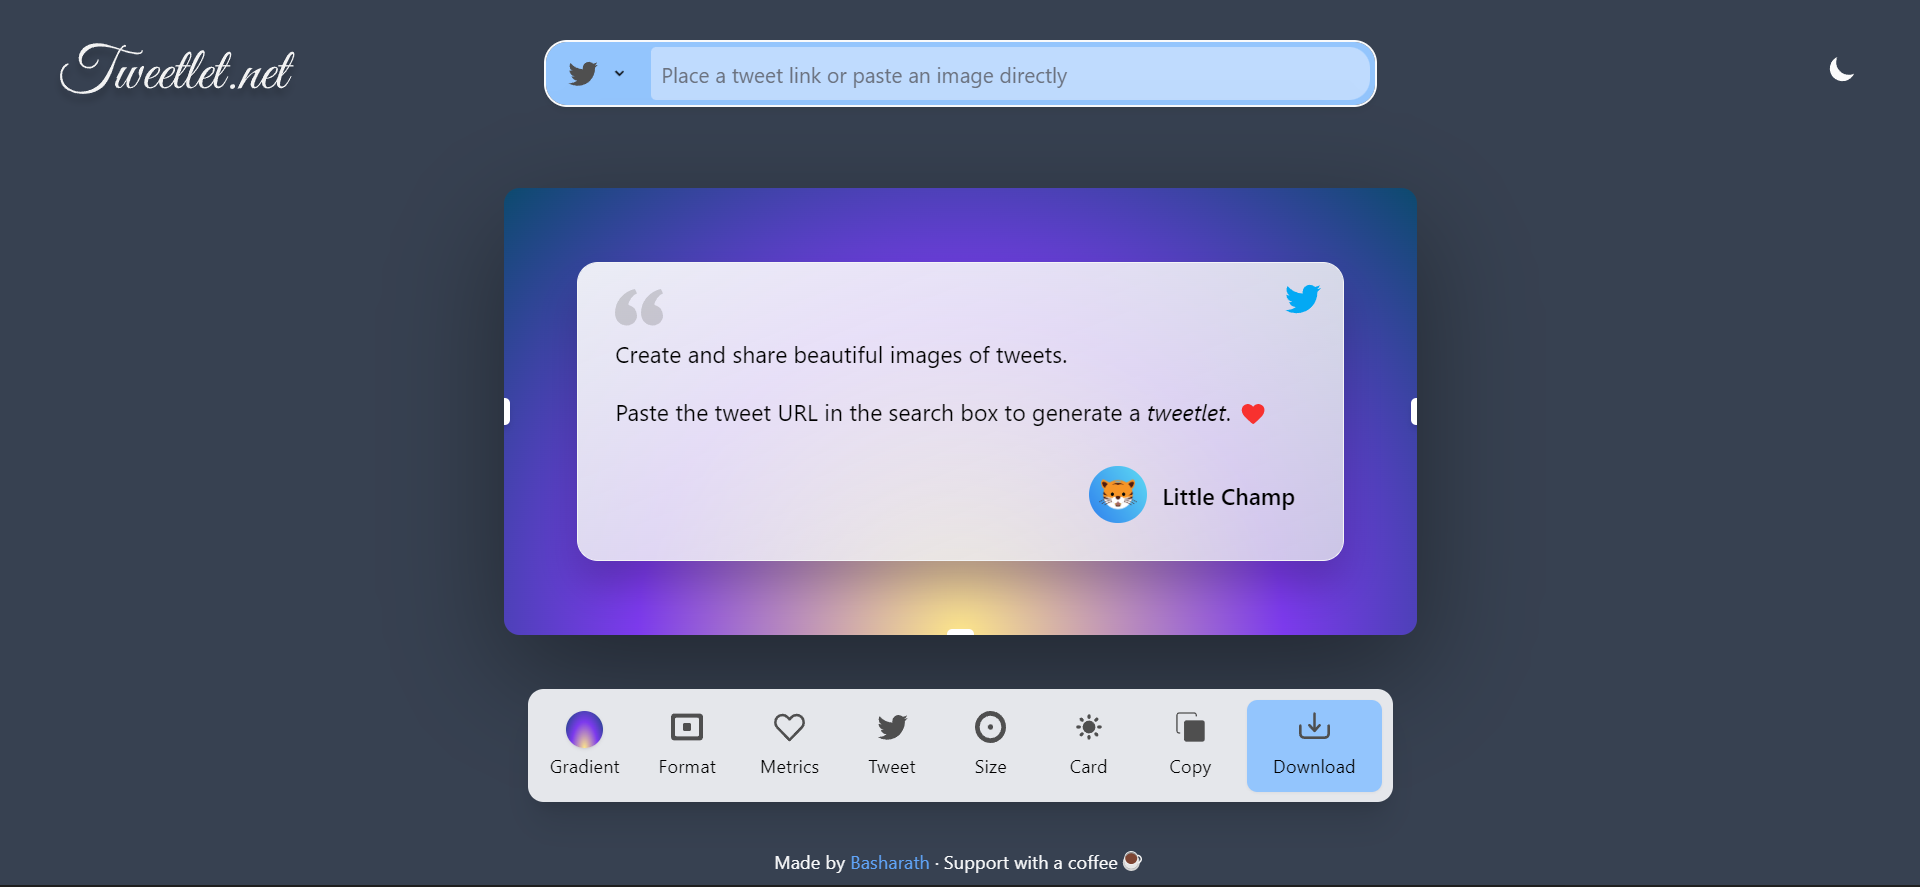 Tweetlet.net
Place a tweet link or paste an image directly
Create and share beautiful images of tweets.
Paste the tweet URL in the search box to generate a tweetlet. ❤️
Little Champ
Gradient
Format
Metrics
Tweet
Size
Card
Copy
Download
Made by Basharath · Support with a coffee ☕